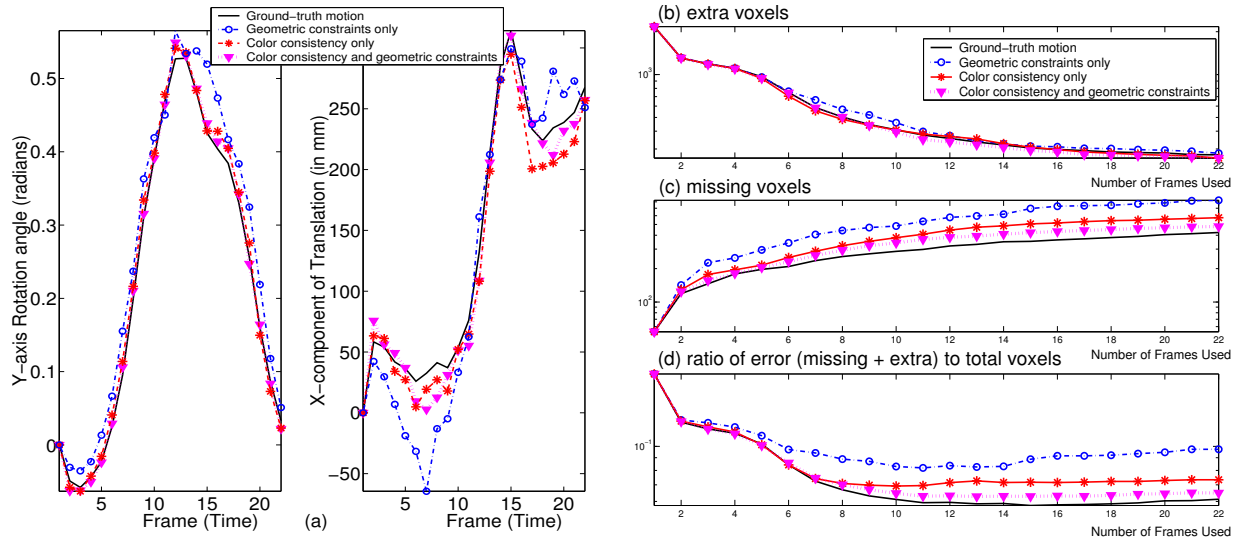 Ground−truth motion
Geometric constraints only
Color consistency only
Color consistency and geometric constraints
Y−axis Rotation angle (radians)
0.5
0.4
0.3
0.2
0.1
0
5
10
15
20
Frame (Time)
(a)
X−component of Translation (in mm)
250
200
150
100
50
0
−50
5
10
15
20
Frame (Time)
(b) extra voxels
Ground−truth motion
Geometric constraints only
Color consistency only
Color consistency and geometric constraints
10³
2 4 6 8 10 12 14 16 18 20 22
Number of Frames Used
(c) missing voxels
10²
2 4 6 8 10 12 14 16 18 20 22
Number of Frames Used
(d) ratio of error (missing + extra) to total voxels
10⁻¹
2 4 6 8 10 12 14 16 18 20 22
Number of Frames Used